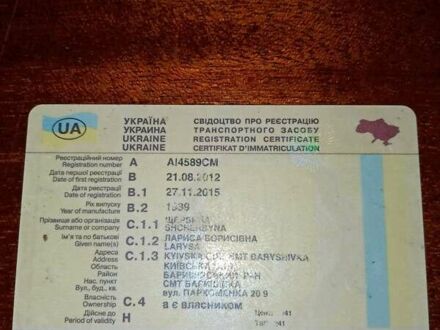 UA
УКРАЇНА СВІДОЦТВО ПРО РЕЄСТРАЦІЮ
УКРАИНА ТРАНСПОРТНОГО ЗАСОБУ
UKRAINE REGISTRATION CERTIFICATE
UKRAINE CERTIFIKAT D'IMMATRICULATION
Реєстраційний номер A AI4589CM
Registration number
Дата першої реєстрації B 21.08.2012
Date of first registration
Дата реєстрації B.1 27.11.2015
Date of registration
Рік випуску B.2
Year of manufacture
Прізвище або організація C.1.1
Surname or company
Ім'я та по батькові C.1.2 ЛАРИСА БОРИСІВНА
Given name(s) LARYSA
Адреса C.1.3 KYIVSKA SMT BARYSHIVKA
Address КИЇВСЬКА
Область
Район Р-Н
Нас. пункт СМТ БАРИШІВКА
Вул., буд., кв. вул. ПАРХОМЕНКА 20 9
Власність C.4 В Є ВЛАСНИКОМ
Ownership
Дійсне до H
Period of validity